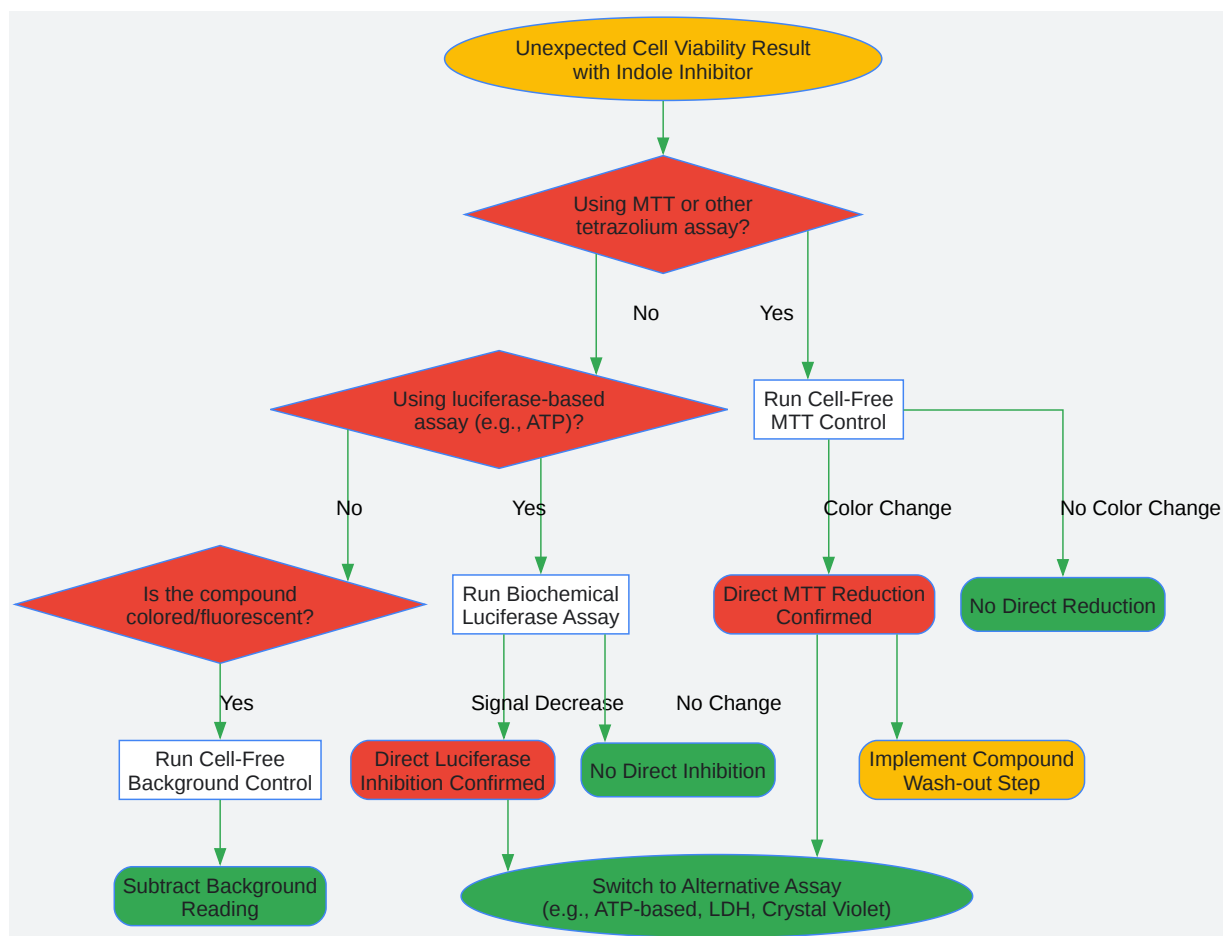 Unexpected Cell Viability Result
with Indole Inhibitor
Using MTT or other
tetrazolium assay?
No
Yes
Using luciferase-based
assay (e.g., ATP)?
Run Cell-Free
MTT Control
No
Yes
Color Change
No Color Change
Is the compound
colored/fluorescent?
Run Biochemical
Luciferase Assay
Direct MTT Reduction
Confirmed
No Direct Reduction
Yes
Signal Decrease
No Change
Run Cell-Free
Background Control
Direct Luciferase
Inhibition Confirmed
No Direct Inhibition
Implement Compound
Wash-out Step
Subtract Background
Reading
Switch to Alternative Assay
(e.g., ATP-based, LDH, Crystal Violet)